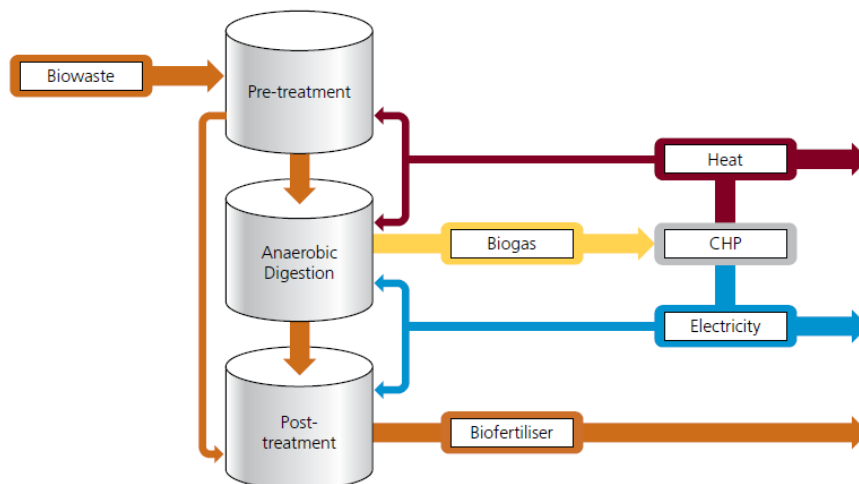 Biowaste
Pre-treatment
Heat
Anaerobic
Digestion
Biogas
CHP
Electricity
Post-
treatment
Biofertiliser